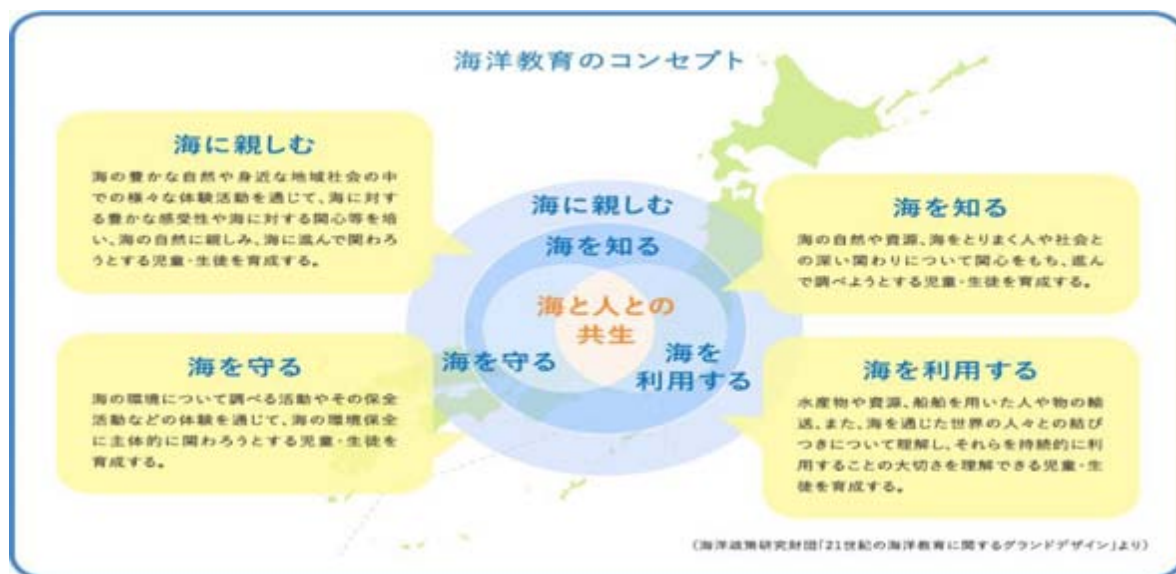 海洋教育のコンセプト
海に親しむ
海の豊かな自然や身近な地域社会の中
での様々な体験活動を通じて、海に対す
る豊かな感受性や海に対する関心等を培
い、海の自然に親しみ、海に進んで関わろ
うとする児童・生徒を育成する。
海を知る
海の自然や資源、海をとりまく人や社会と
の深い関わりについて関心をもち、進ん
で調べようとする児童・生徒を育成する。
海に親しむ
海を知る
海と人との
共生
海を守る
海を
利用する
海を守る
海の環境について調べる活動やその保全
活動などの体験を通じて、海の環境保全
に主体的に関わろうとする児童・生徒を
育成する。
海を利用する
水産物や資源、船舶を用いた人や物の輸
送、また、海を通じた世界の人々との結び
つきについて理解し、それらを持続的に利
用することの大切さを理解できる児童・生
徒を育成する。
(海洋政策研究財団「21世紀の海洋教育に関するグランドデザイン」より)